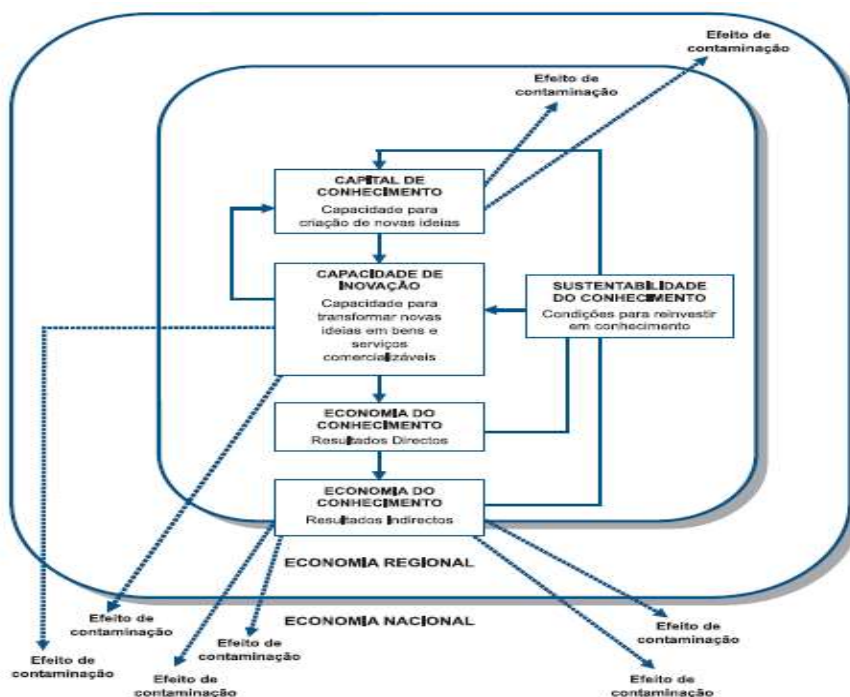 Efeito de
contaminação
Efeito de
contaminação
CAPITAL DE
CONHECIMENTO
Capacidade para
criação de novas ideias
CAPACIDADE DE
INOVAÇÃO
Capacidade para
transformar novas
ideias em bens e
serviços
comercializáveis
SUSTENTABILIDADE
DO CONHECIMENTO
Condições para reinvestir
em conhecimento
ECONOMIA DO
CONHECIMENTO
Resultados Directos
ECONOMIA DO
CONHECIMENTO
Resultados Indirectos
ECONOMIA REGIONAL
ECONOMIA NACIONAL
Efeito de
contaminação
Efeito de
contaminação
Efeito de
contaminação
Efeito de
contaminação
Efeito de
contaminação
Efeito de
contaminação